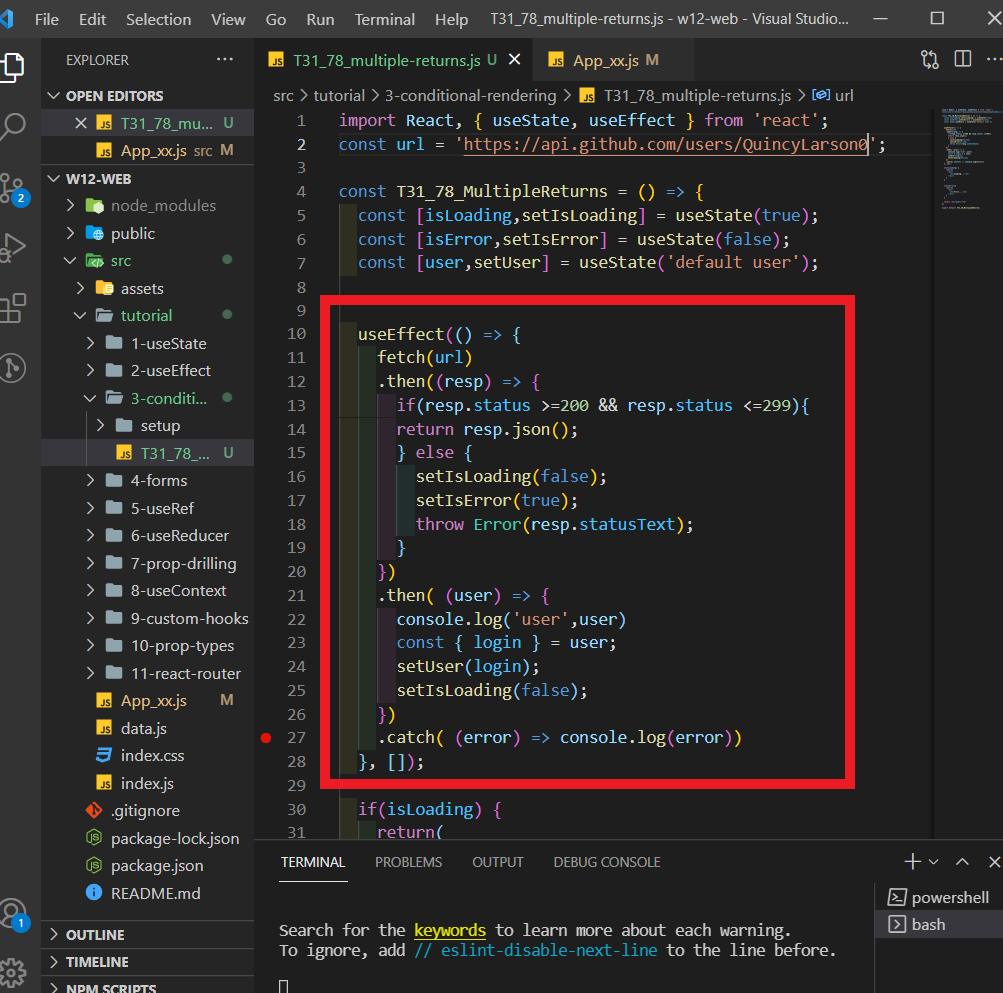 File Edit Selection View Go Run Terminal Help T31_78_multiple-returns.js - w12-web - Visual Studio...
EXPLORER ...
OPEN EDITORS
T31_78_mu... U
App_xx.js src M
W12-WEB
node_modules
public
src
assets
tutorial
1-useState
2-useEffect
3-conditi...
setup
T31_78_... U
4-forms
5-useRef
6-useReducer
7-prop-drilling
8-useContext
9-custom-hooks
10-prop-types
11-react-router
App_xx.js M
data.js
index.css
index.js
.gitignore
package-lock.json
package.json
README.md
OUTLINE
TIMELINE
NPM SCRIPTS
2
1
T31_78_multiple-returns.js U App_xx.js M
src > tutorial > 3-conditional-rendering > T31_78_multiple-returns.js > url
1 import React, { useState, useEffect } from 'react';
2 const url = 'https://api.github.com/users/QuincyLarson0';
3
4 const T31_78_MultipleReturns = () => {
5 const [isLoading,setIsLoading] = useState(true);
6 const [isError,setIsError] = useState(false);
7 const [user,setUser] = useState('default user');
8
9
10 useEffect(() => {
11 fetch(url)
12 .then((resp) => {
13 if(resp.status >=200 && resp.status <=299){
14 return resp.json();
15 } else {
16 setIsLoading(false);
17 setIsError(true);
18 throw Error(resp.statusText);
19 }
20 })
21 .then( (user) => {
22 console.log('user',user)
23 const { login } = user;
24 setUser(login);
25 setIsLoading(false);
26 })
27 .catch( (error) => console.log(error))
28 }, []);
29
30 if(isLoading) {
31 return(
TERMINAL PROBLEMS OUTPUT DEBUG CONSOLE
Search for the keywords to learn more about each warning.
To ignore, add // eslint-disable-next-line to the line before.
powershell
bash